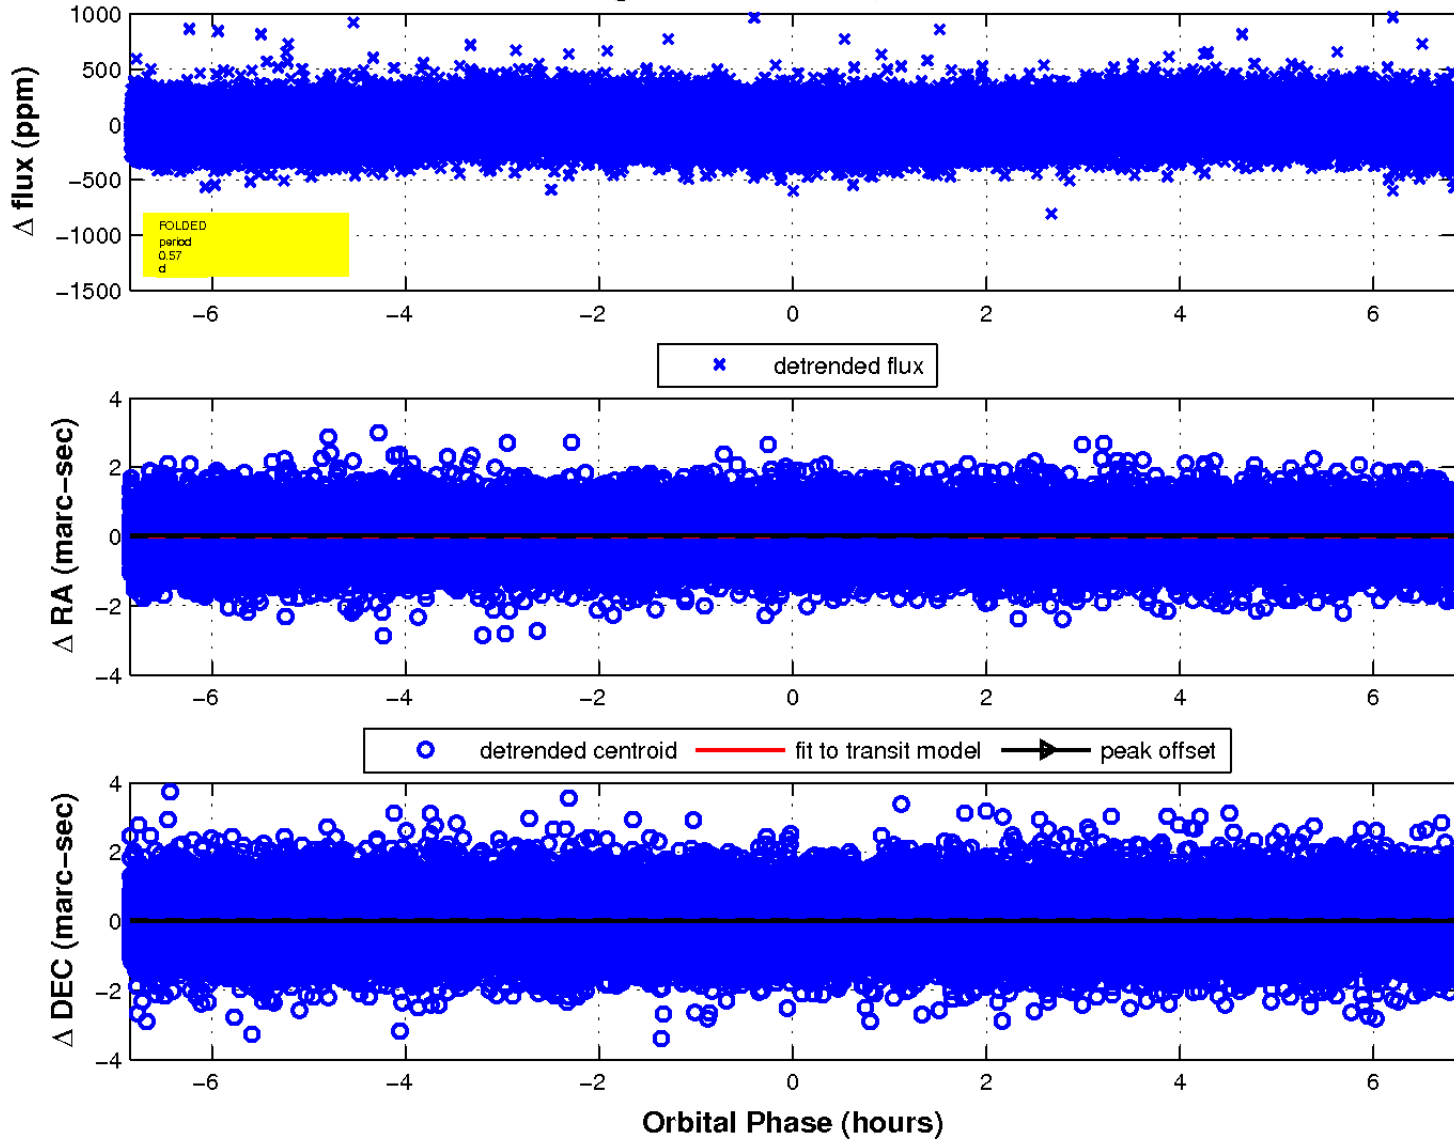 1000
500
0
−500
−1000
−1500
Δ flux (ppm)
FOLDED
period
0.57
d
−6 −4 −2 0 2 4 6
detrended flux
4
2
0
−2
−4
Δ RA (marc−sec)
−6 −4 −2 0 2 4 6
detrended centroid fit to transit model peak offset
4
2
0
−2
−4
Δ DEC (marc−sec)
−6 −4 −2 0 2 4 6
Orbital Phase (hours)